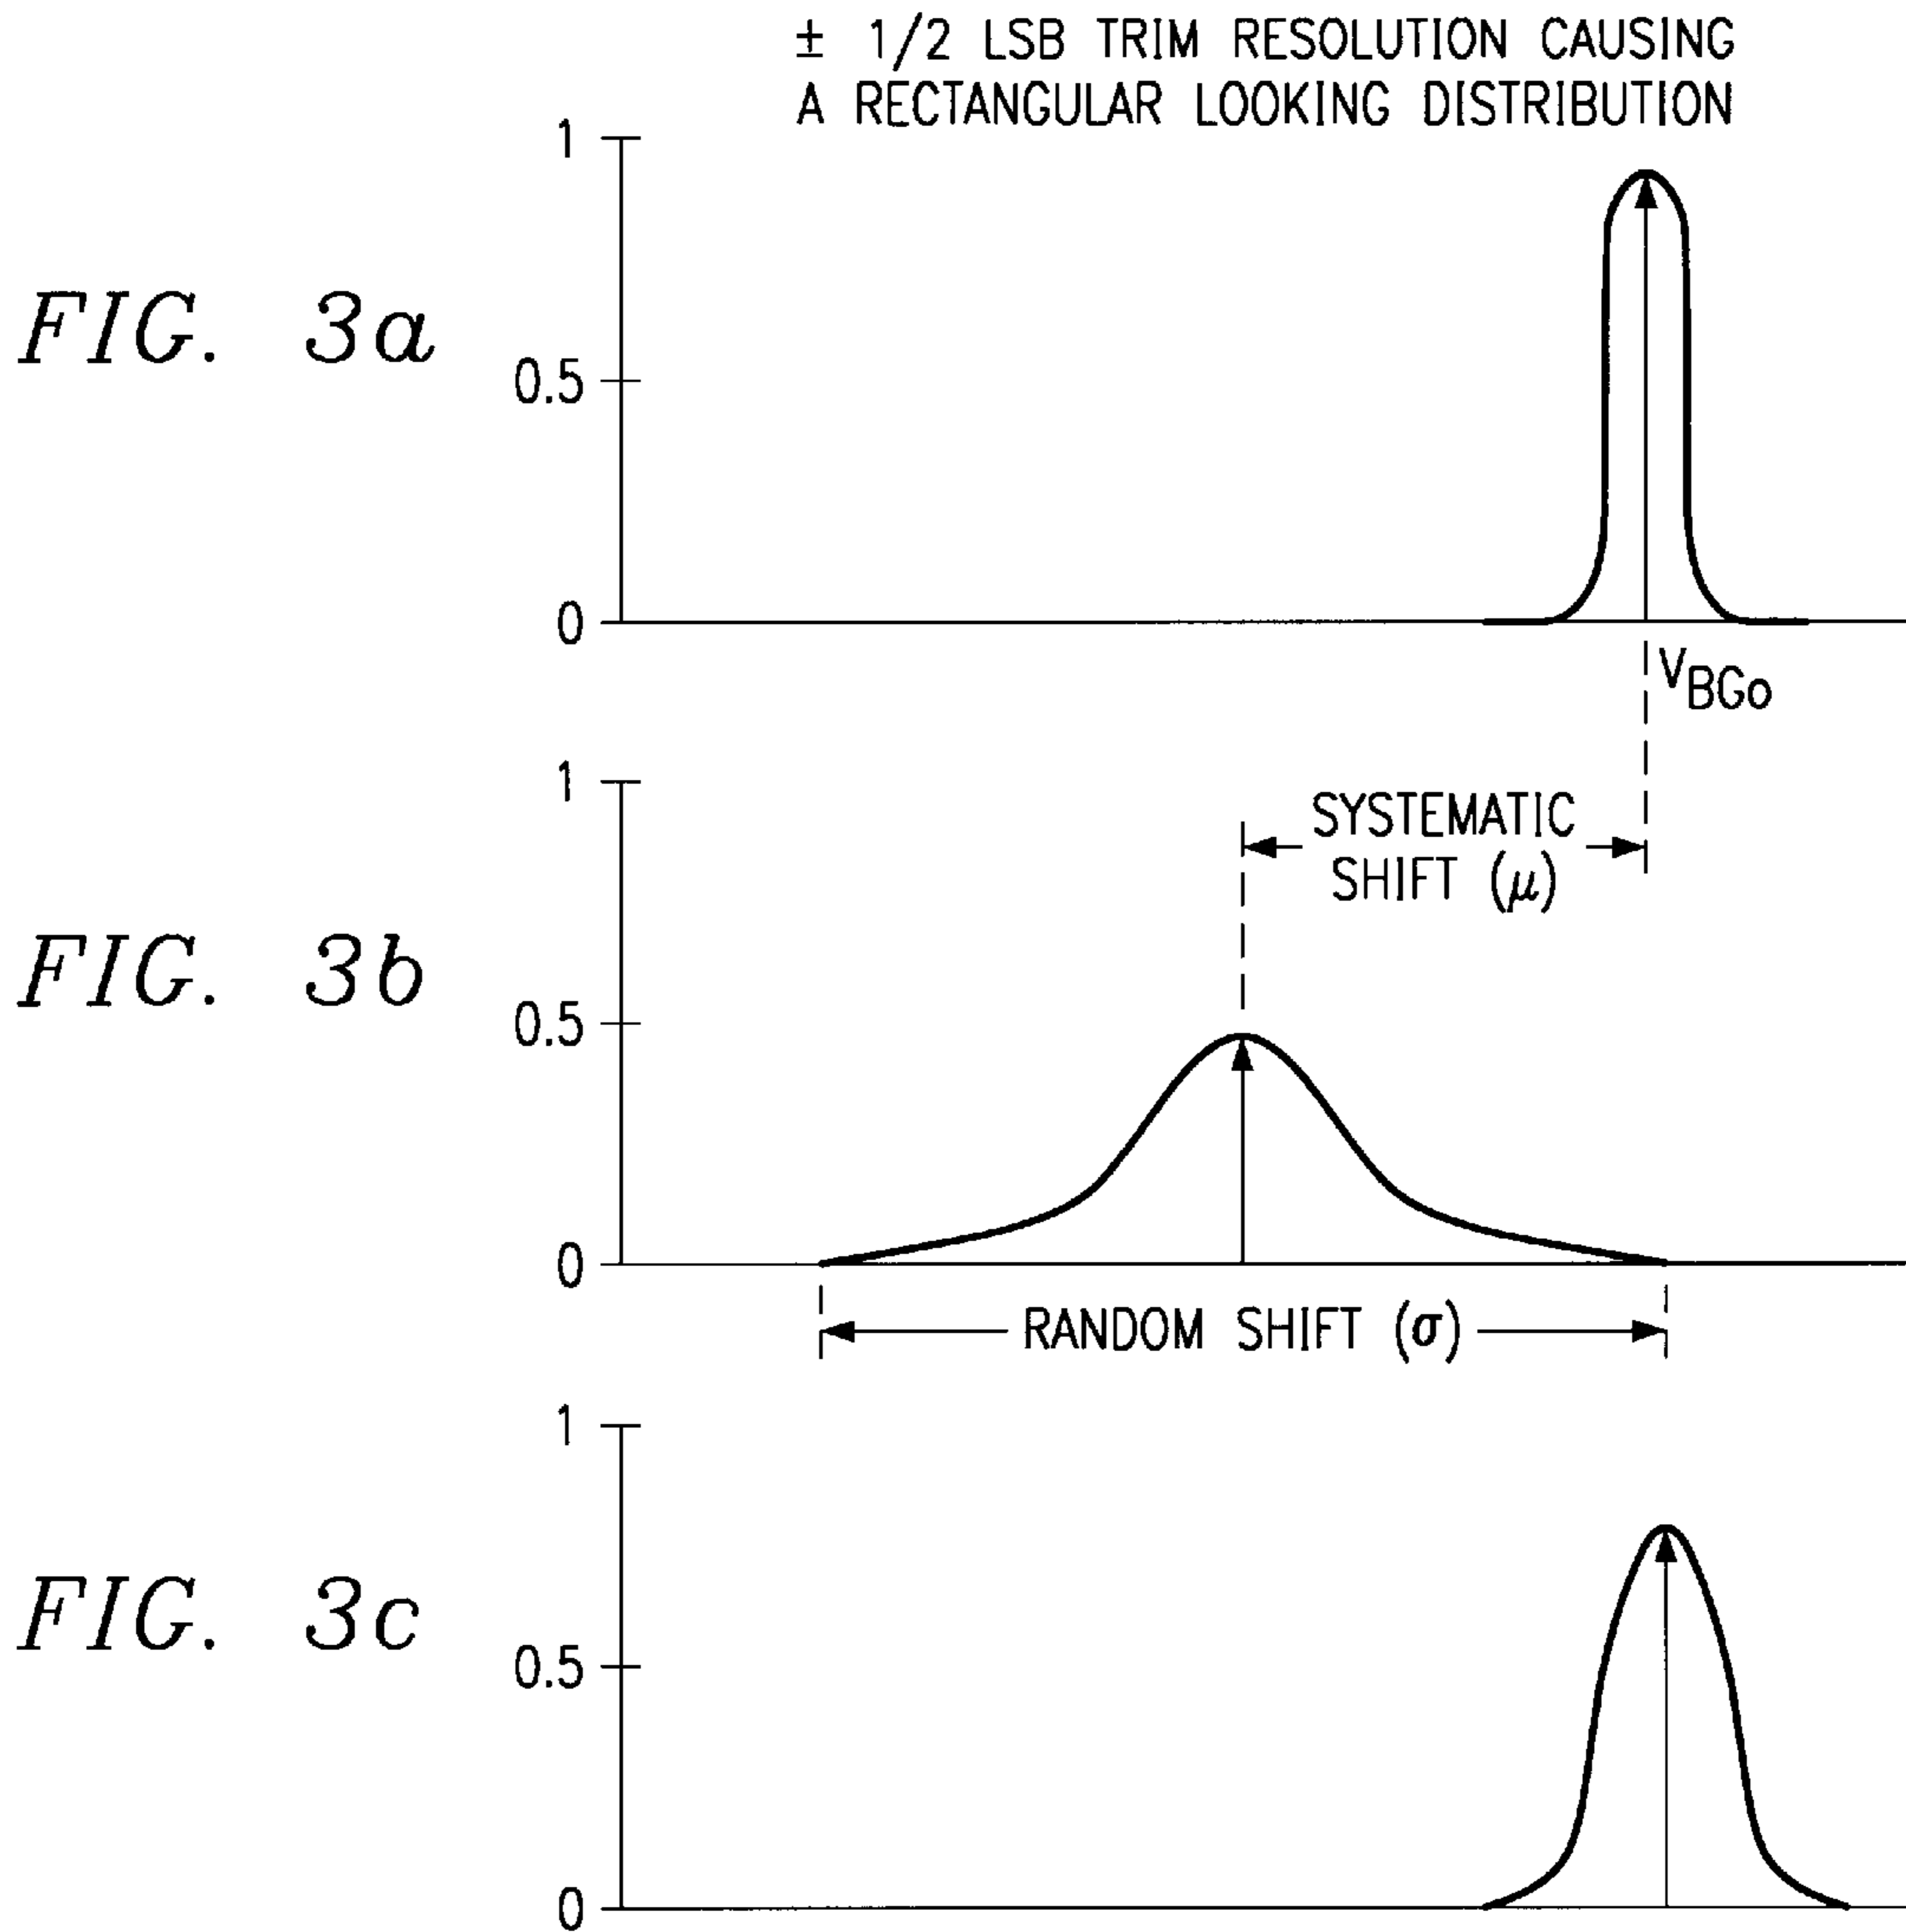 ± 1/2 LSB TRIM RESOLUTION CAUSING
A RECTANGULAR LOOKING DISTRIBUTION
1
FIG. 3a
0.5
0
VBGo
1
SYSTEMATIC
SHIFT (μ)
FIG. 3b
0.5
0
RANDOM SHIFT (σ)
1
FIG. 3c
0.5
0